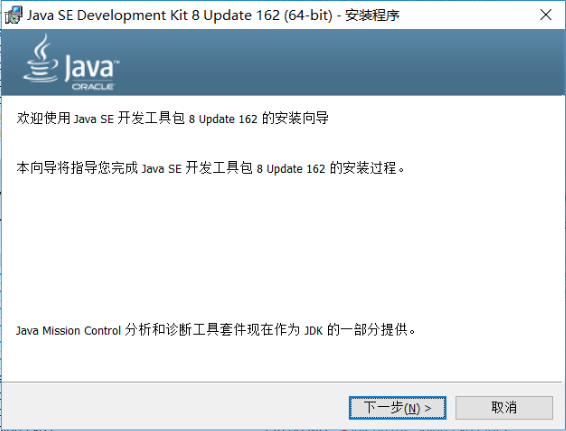 Java SE Development Kit 8 Update 162 (64-bit) - 安装程序
Java™
ORACLE
欢迎使用 Java SE 开发工具包 8 Update 162 的安装向导
本向导将指导您完成 Java SE 开发工具包 8 Update 162 的安装过程。
Java Mission Control 分析和诊断工具套件现在作为 JDK 的一部分提供。
下一步(N) >
取消